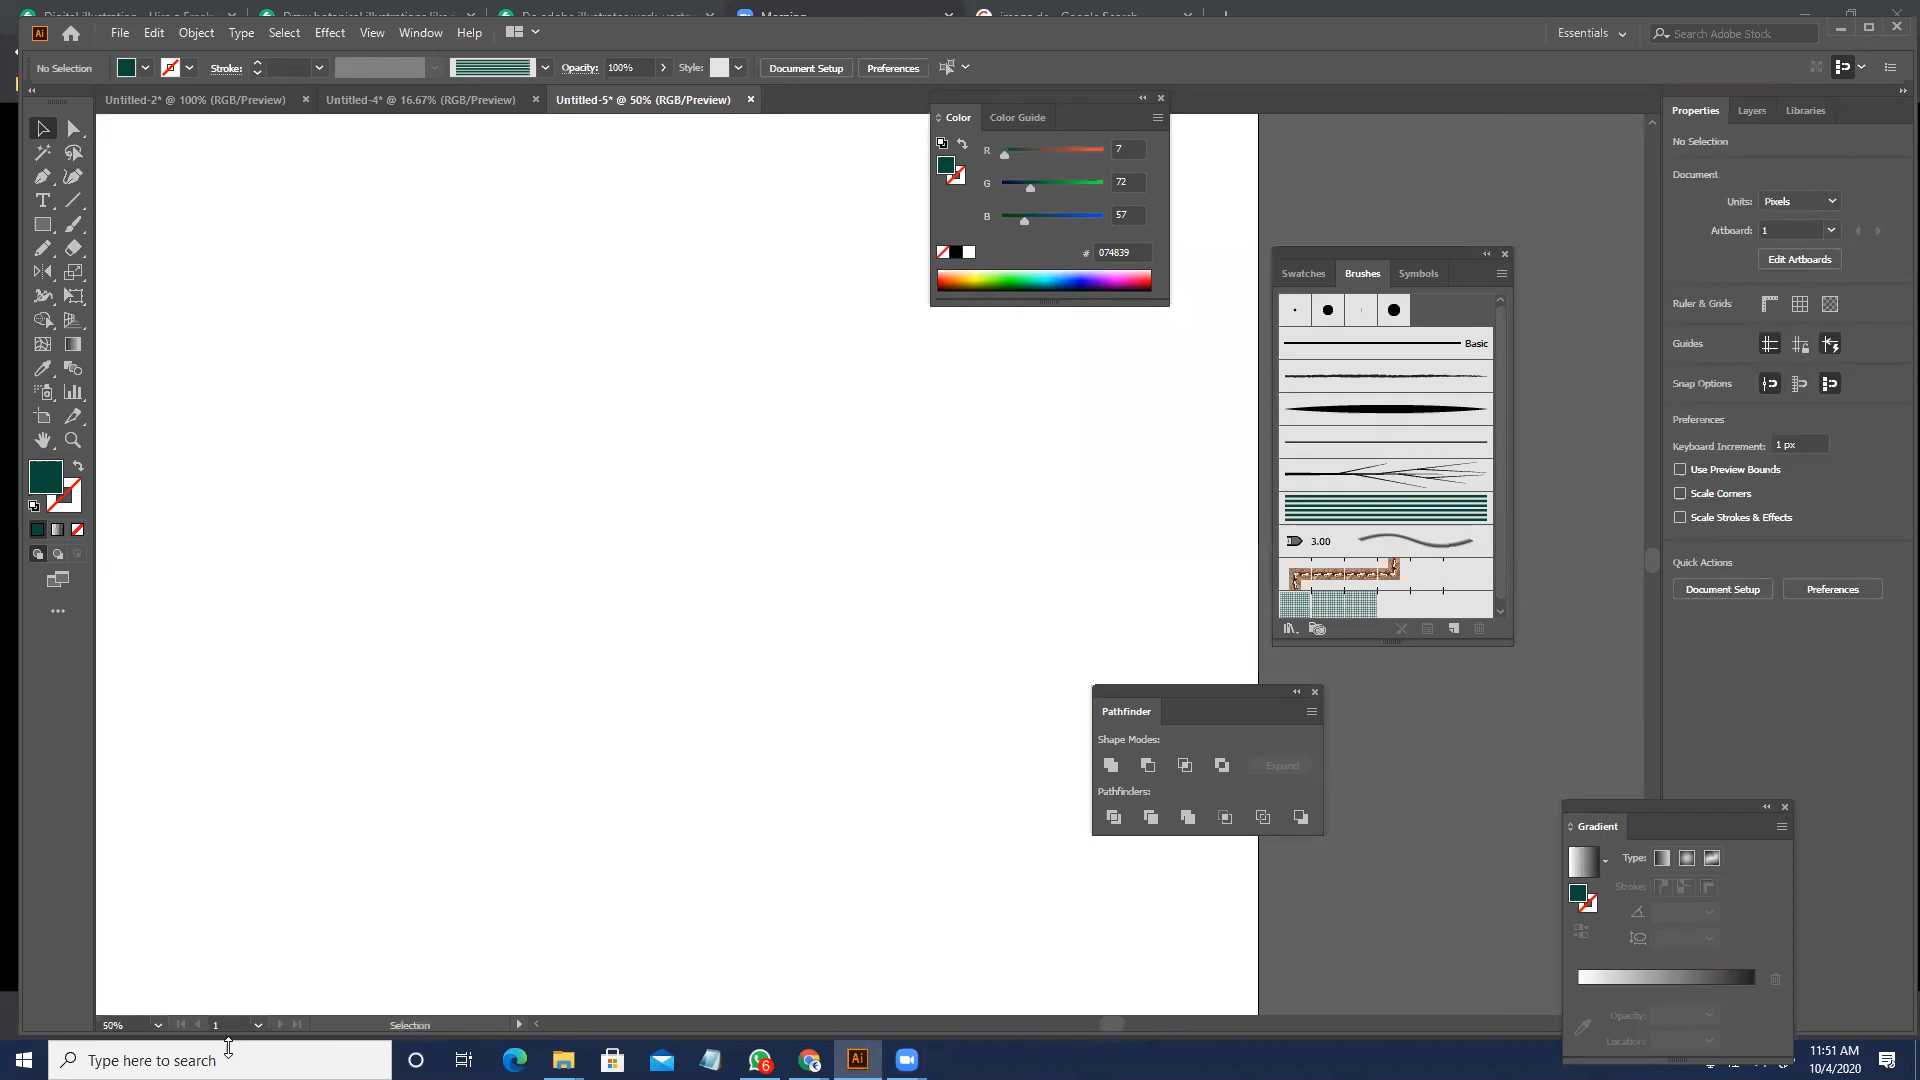 Morning
Ai File Edit Object Type Select Effect View Window Help
Essentials
Search Adobe Stock
No Selection
Stroke:
Opacity: 100%
Style:
Document Setup
Preferences
Untitled-2* @ 100% (RGB/Preview)
Untitled-4* @ 16.67% (RGB/Preview)
Untitled-5* @ 50% (RGB/Preview)
Color
Color Guide
R 7
G 72
B 57
# 074839
Swatches
Brushes
Symbols
Basic
3.00
Pathfinder
Shape Modes:
Expand
Pathfinders:
Properties
Layers
Libraries
No Selection
Document
Units: Pixels
Artboard: 1
Edit Artboards
Ruler & Grids
Guides
Snap Options
Preferences
Keyboard Increment: 1 px
Use Preview Bounds
Scale Corners
Scale Strokes & Effects
Quick Actions
Document Setup
Preferences
Gradient
Type:
Stroke:
Opacity:
Location:
50%
1
Selection
Type here to search
6
Ai
11:51 AM
10/4/2020